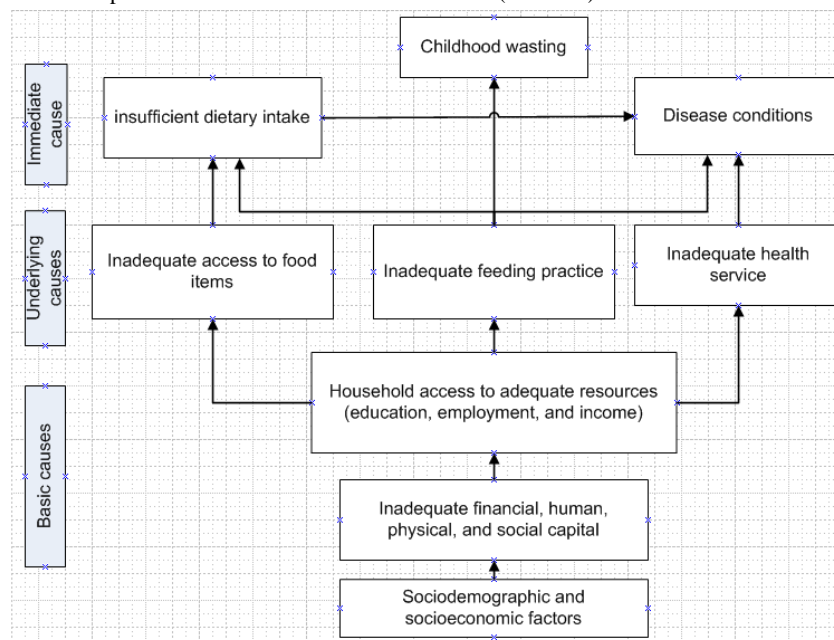 Childhood wasting
Immediate
cause
insufficient dietary intake
Disease conditions
Underlying
causes
Inadequate access to food
items
Inadequate feeding practice
Inadequate health
service
Basic causes
Household access to adequate resources
(education, employment, and income)
Inadequate financial, human,
physical, and social capital
Sociodemographic and
socioeconomic factors